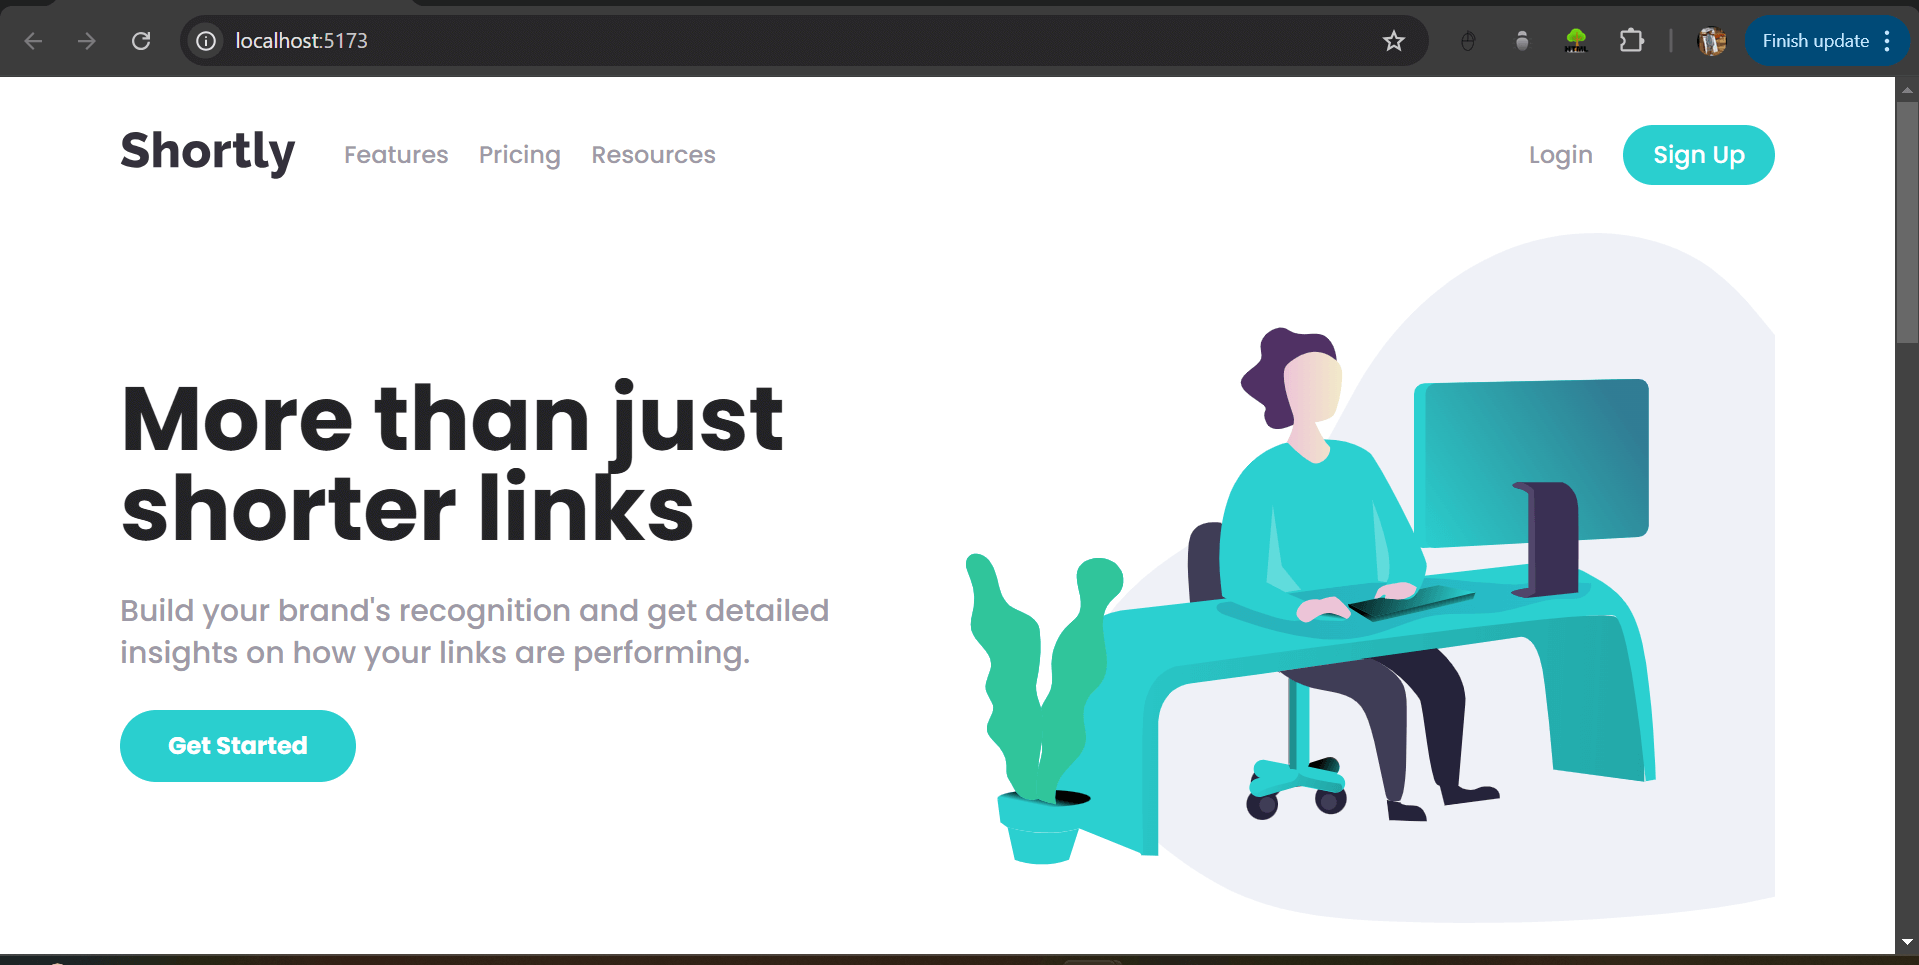 localhost:5173
Finish update
Shortly
Features Pricing Resources
Login Sign Up
More than just
shorter links
Build your brand's recognition and get detailed
insights on how your links are performing.
Get Started